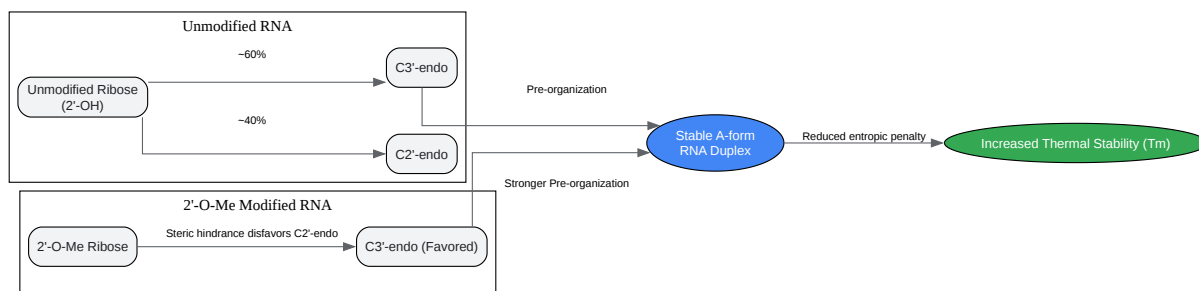 Unmodified RNA
~60%
C3'-endo
Unmodified Ribose
(2'-OH)
~40%
C2'-endo
Pre-organization
Stable A-form
RNA Duplex
Reduced entropic penalty
Increased Thermal Stability (Tm)
Stronger Pre-organization
2'-O-Me Modified RNA
2'-O-Me Ribose
Steric hindrance disfavors C2'-endo
C3'-endo (Favored)